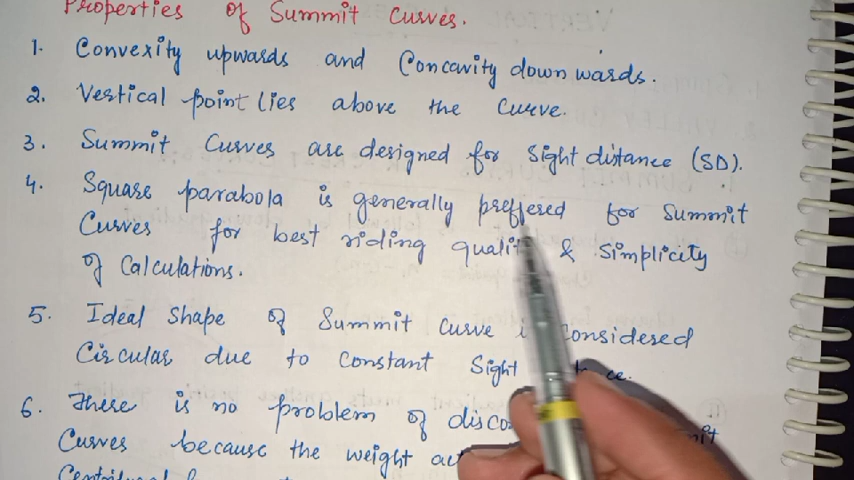 Properties of Summit Curves.
1. Convexity upwards and Concavity downwards.
2. Vertical point lies above the Curve.
3. Summit Curves are designed for Sight distance (SD).
4. Square parabola is generally preffered for Summit
Curves for best riding quality & Simplicity
of Calculations.
5. Ideal Shape of Summit Curve is Considered
Circular due to Constant Sight
6. There is no problem of
Curves because the weight